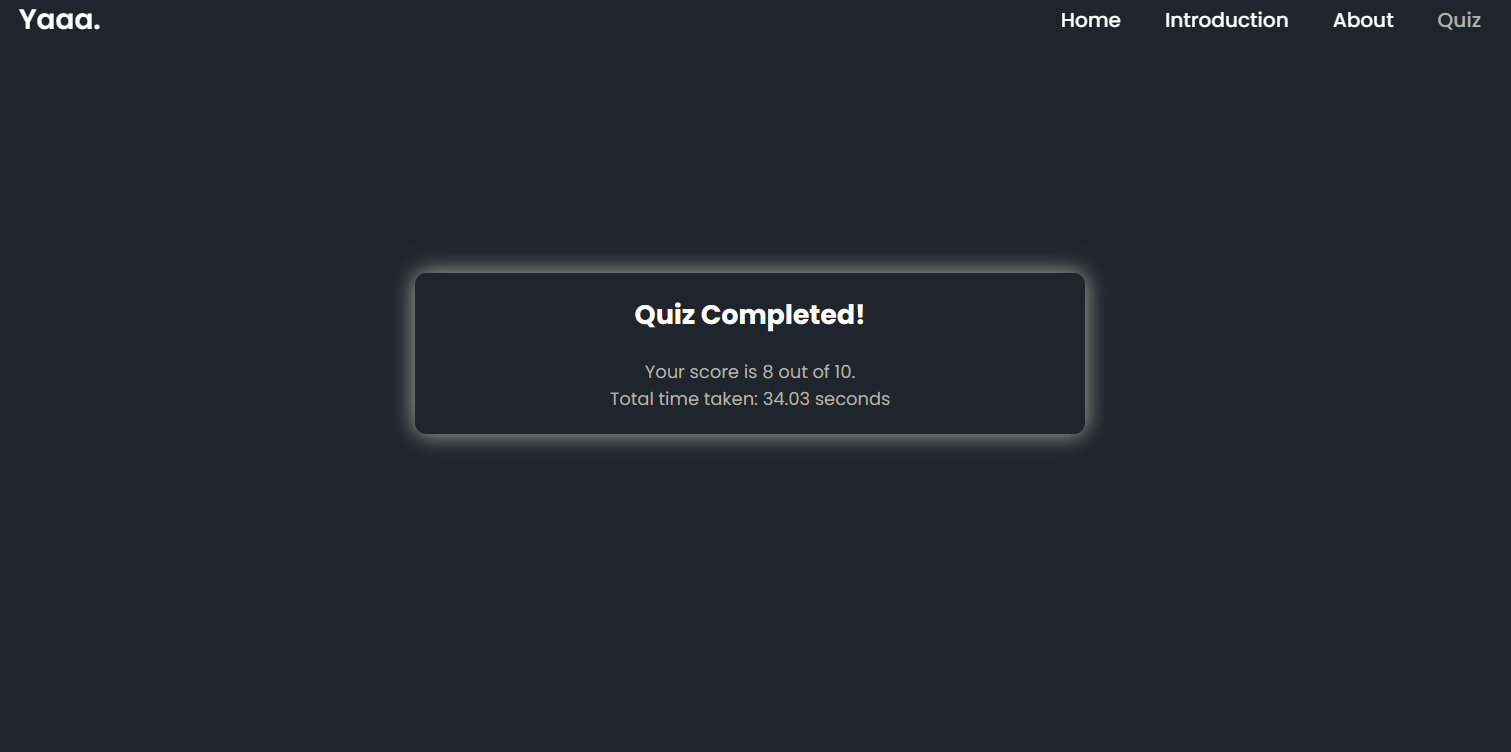 Yaaa.
Home Introduction About Quiz
Quiz Completed!
Your score is 8 out of 10.
Total time taken: 34.03 seconds